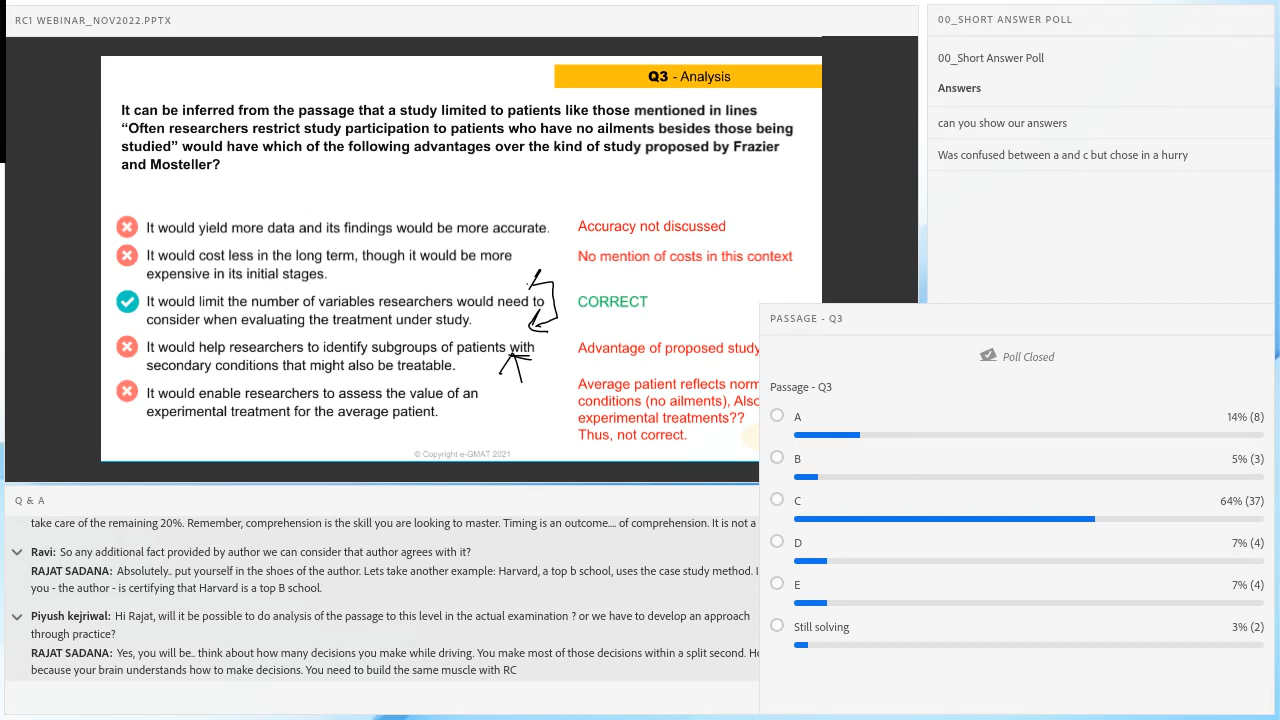 RC1 WEBINAR_NOV2022.PPTX
Q3 - Analysis
It can be inferred from the passage that a study limited to patients like those mentioned in lines
“Often researchers restrict study participation to patients who have no ailments besides those being
studied” would have which of the following advantages over the kind of study proposed by Frazier
and Mosteller?
It would yield more data and its findings would be more accurate.
Accuracy not discussed
It would cost less in the long term, though it would be more
expensive in its initial stages.
No mention of costs in this context
It would limit the number of variables researchers would need to
consider when evaluating the treatment under study.
CORRECT
It would help researchers to identify subgroups of patients with
secondary conditions that might also be treatable.
Advantage of proposed study
It would enable researchers to assess the value of an
experimental treatment for the average patient.
Average patient reflects
conditions (no ailments),
experimental treatments??
Thus, not correct.
© Copyright e-GMAT 2021
Q & A
take care of the remaining 20%. Remember, comprehension is the skill you are looking to master. Timing is an outcome.... of comprehension. It is not a
Ravi: So any additional fact provided by author we can consider that author agrees with it?
RAJAT SADANA: Absolutely.. put yourself in the shoes of the author. Lets take another example: Harvard, a top b school, uses the case study method.
you - the author - is certifying that Harvard is a top B school.
Piyush kejriwal: Hi Rajat, will it be possible to do analysis of the passage to this level in the actual examination ? or we have to develop an approach
through practice?
RAJAT SADANA: Yes, you will be.. think about how many decisions you make while driving. You make most of those decisions within a split second.
because your brain understands how to make decisions. You need to build the same muscle with RC
00_SHORT ANSWER POLL
00_Short Answer Poll
Answers
can you show our answers
Was confused between a and c but chose in a hurry
PASSAGE - Q3
Poll Closed
Passage - Q3
A 14% (8)
B 5% (3)
C 64% (37)
D 7% (4)
E 7% (4)
Still solving 3% (2)